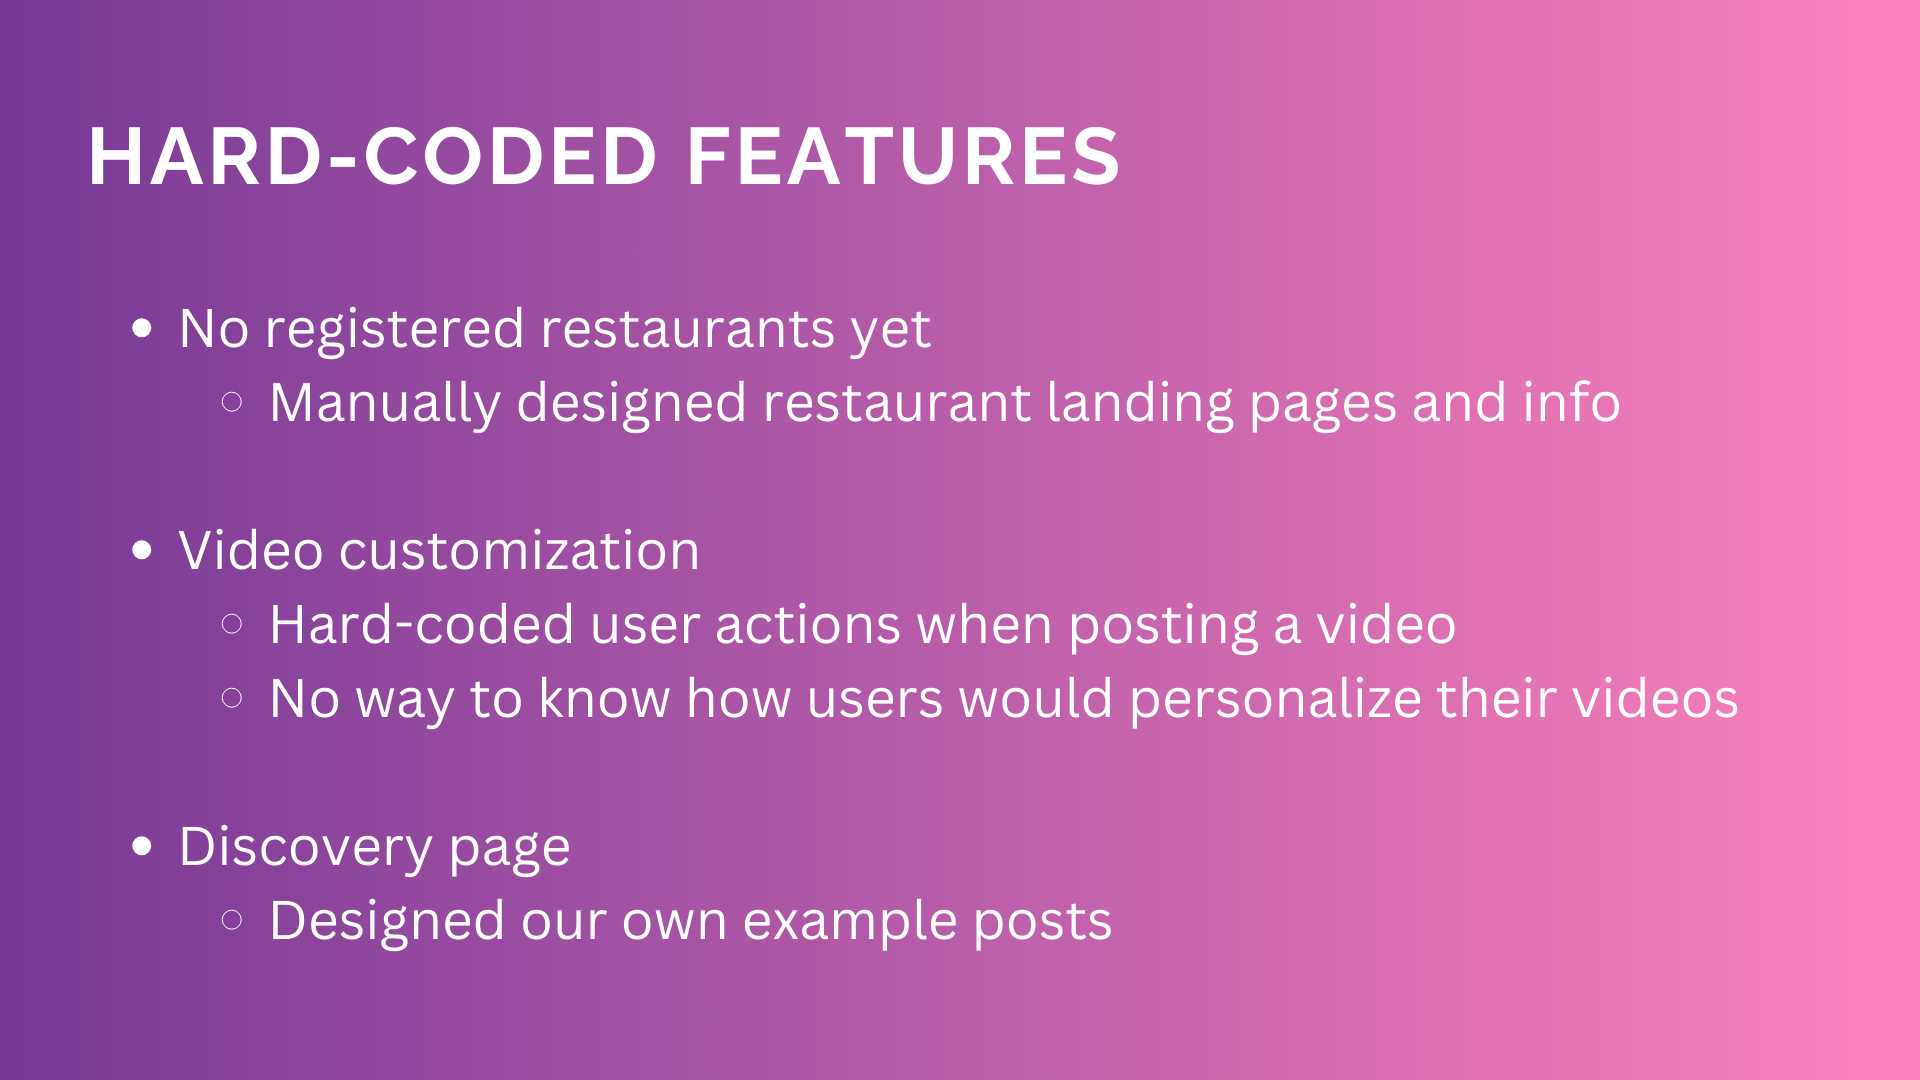 HARD-CODED FEATURES
No registered restaurants yet
Manually designed restaurant landing pages and info
Video customization
Hard-coded user actions when posting a video
No way to know how users would personalize their videos
Discovery page
Designed our own example posts